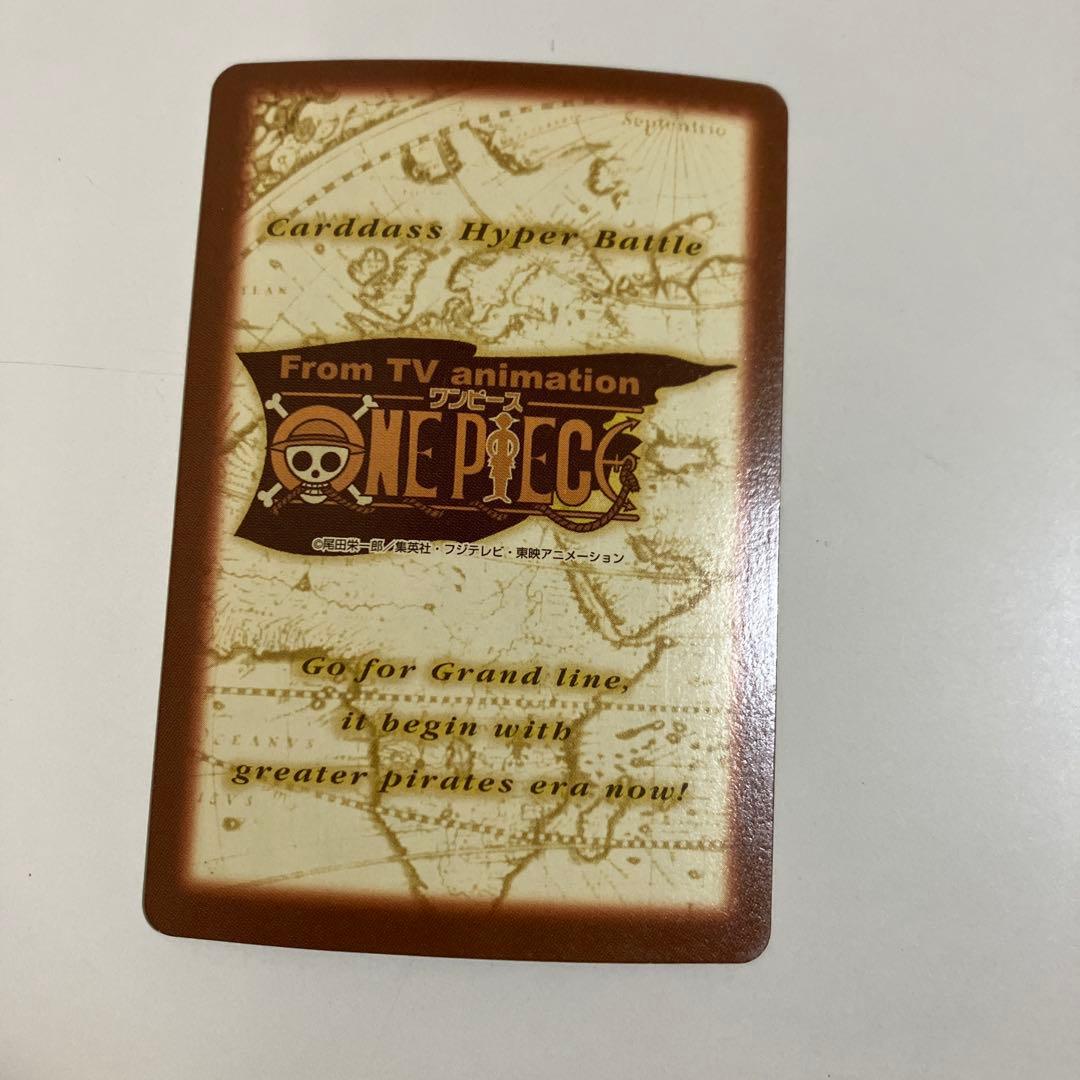 Septentrio
Carddass Hyper Battle
From TV animation
ワンピース
ONE PIECE
©尾田栄一郎／集英社・フジテレビ・東映アニメーション
Go for Grand line,
it begin with
OCEANVS
greater pirates era now!